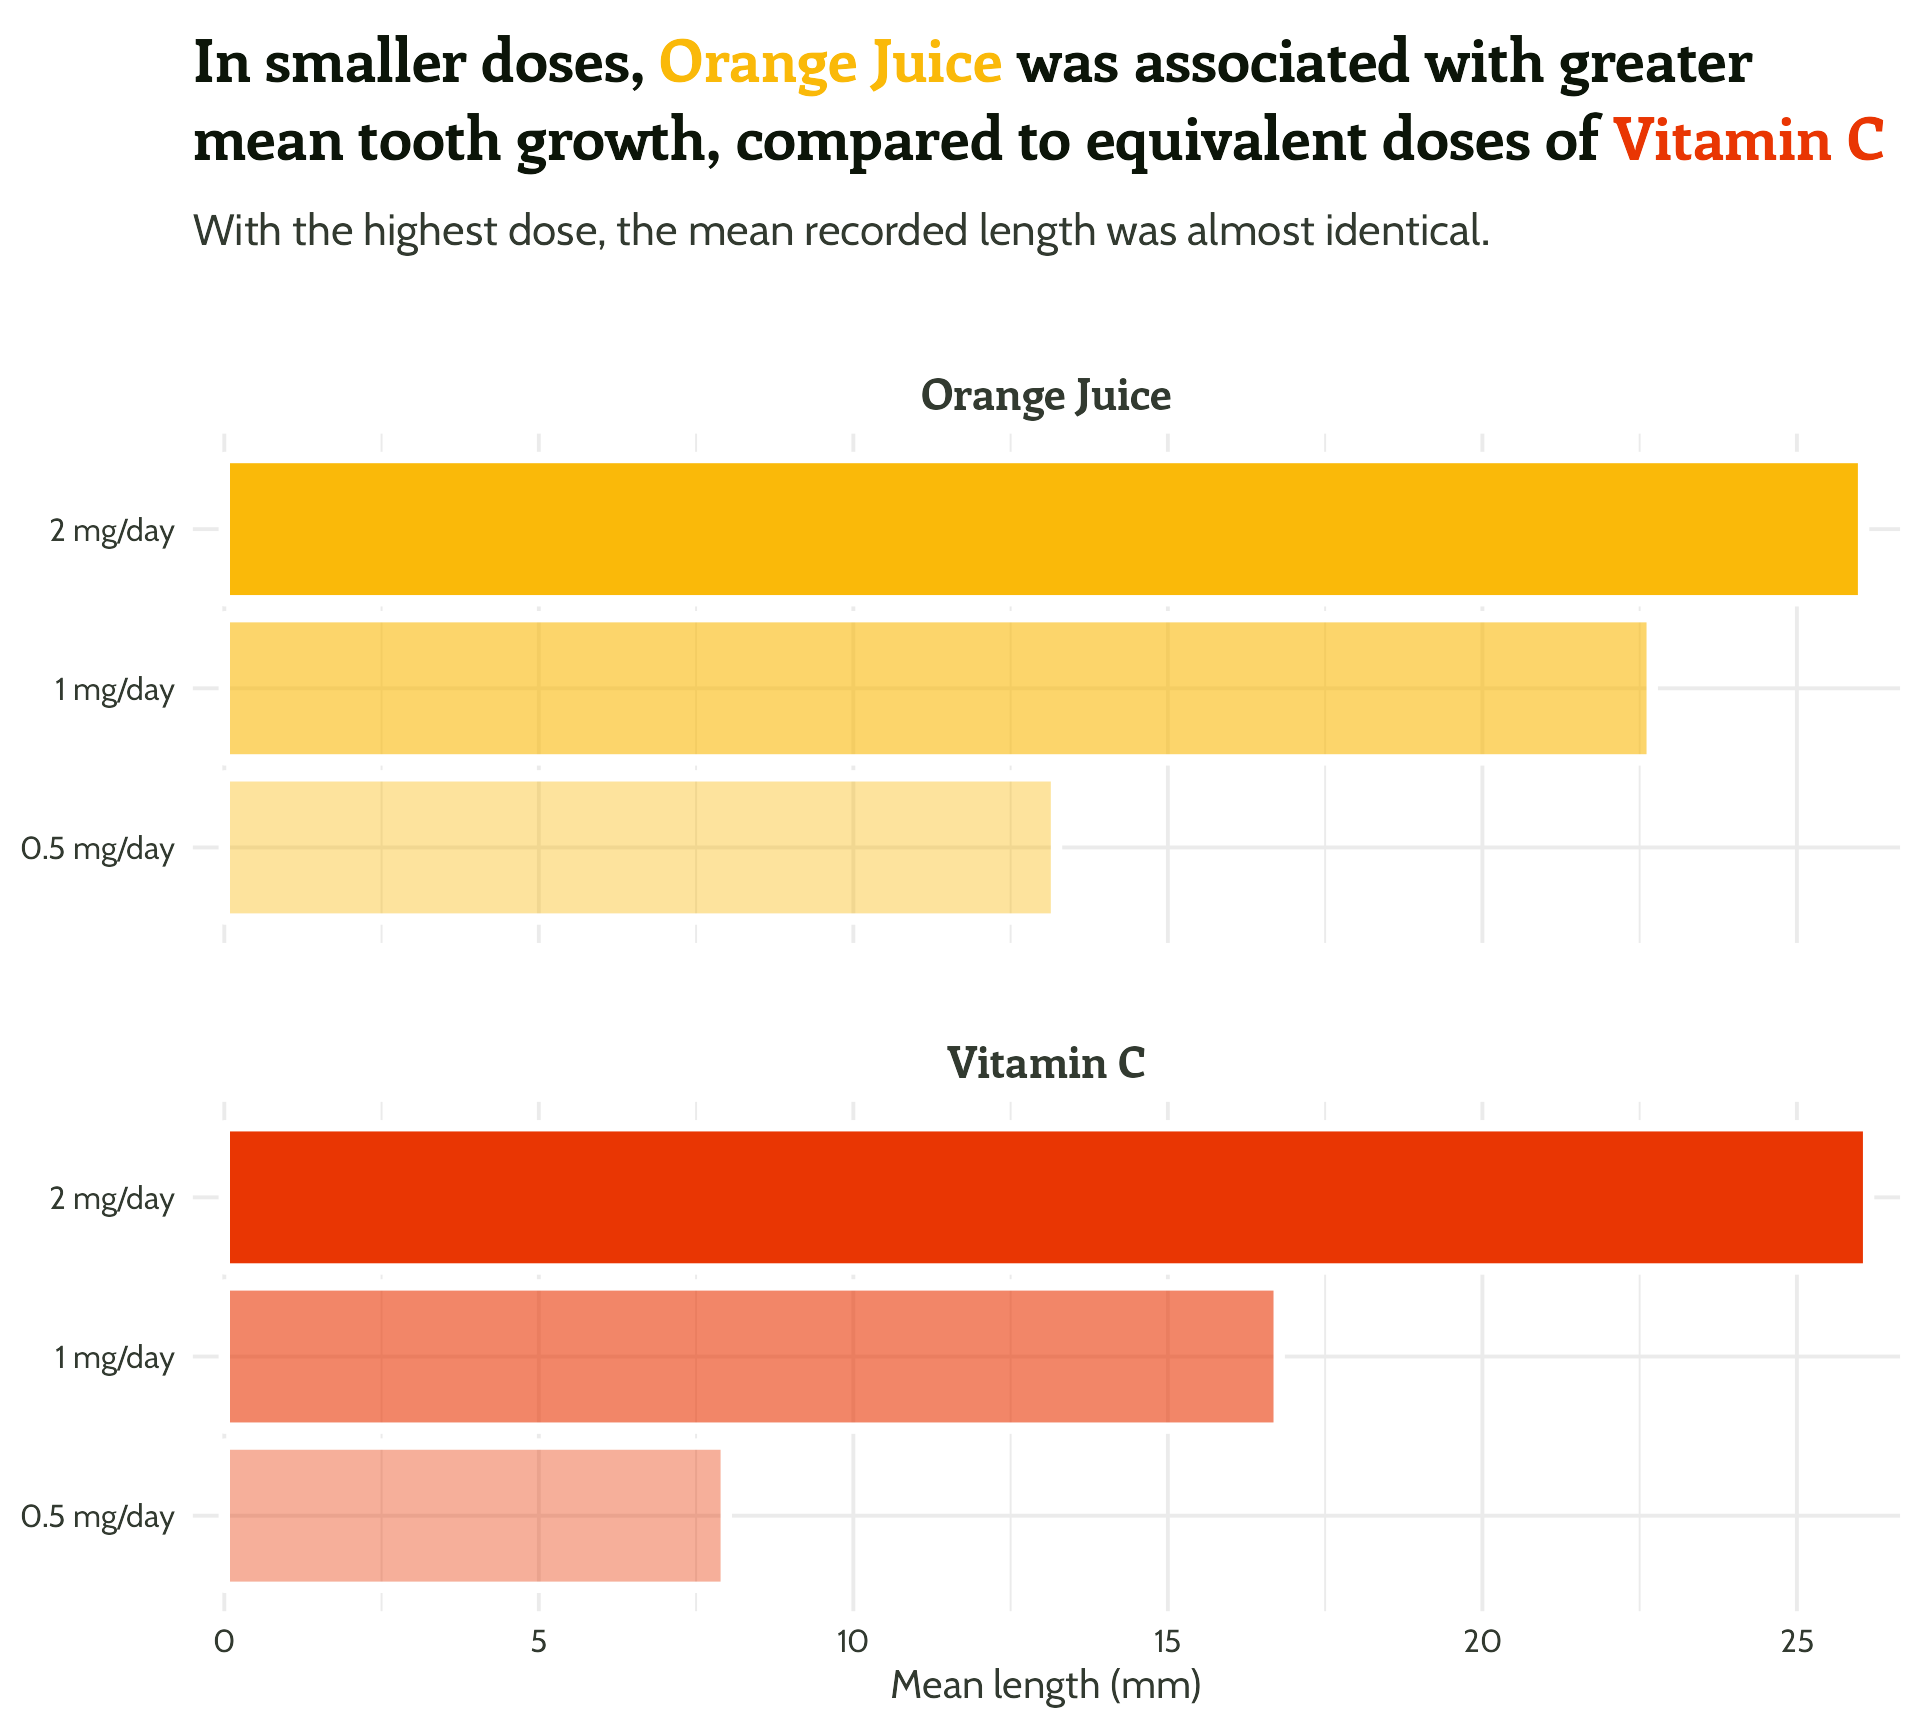 In smaller doses, Orange Juice was associated with greater
mean tooth growth, compared to equivalent doses of Vitamin C
With the highest dose, the mean recorded length was almost identical.
Orange Juice
2 mg/day
1 mg/day
0.5 mg/day
Vitamin C
2 mg/day
1 mg/day
0.5 mg/day
0 5 10 15 20 25
Mean length (mm)